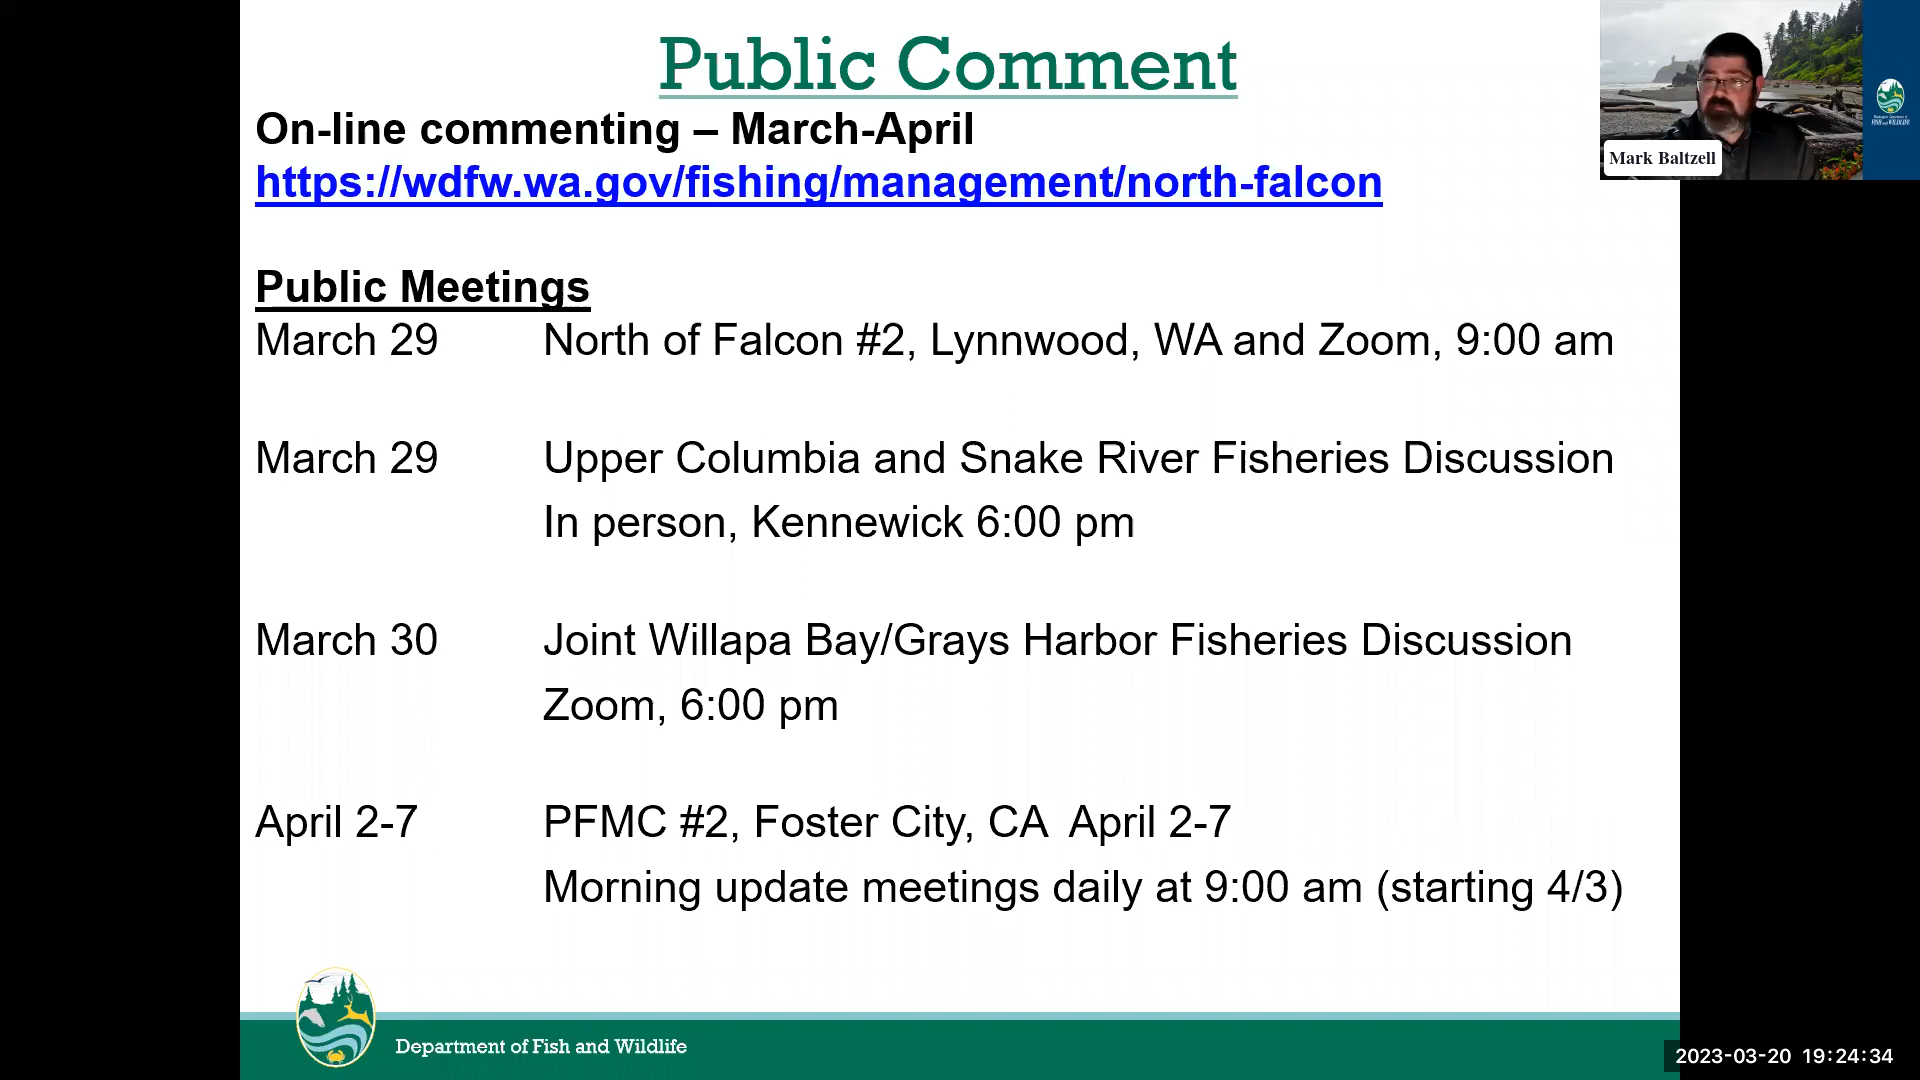 Public Comment
On-line commenting – March-April
https://wdfw.wa.gov/fishing/management/north-falcon
Public Meetings
March 29 North of Falcon #2, Lynnwood, WA and Zoom, 9:00 am
March 29 Upper Columbia and Snake River Fisheries Discussion
In person, Kennewick 6:00 pm
March 30 Joint Willapa Bay/Grays Harbor Fisheries Discussion
Zoom, 6:00 pm
April 2-7 PFMC #2, Foster City, CA April 2-7
Morning update meetings daily at 9:00 am (starting 4/3)
Department of Fish and Wildlife
Mark Baltzell
FISH and WILDLIFE
2023-03-20 19:24:34